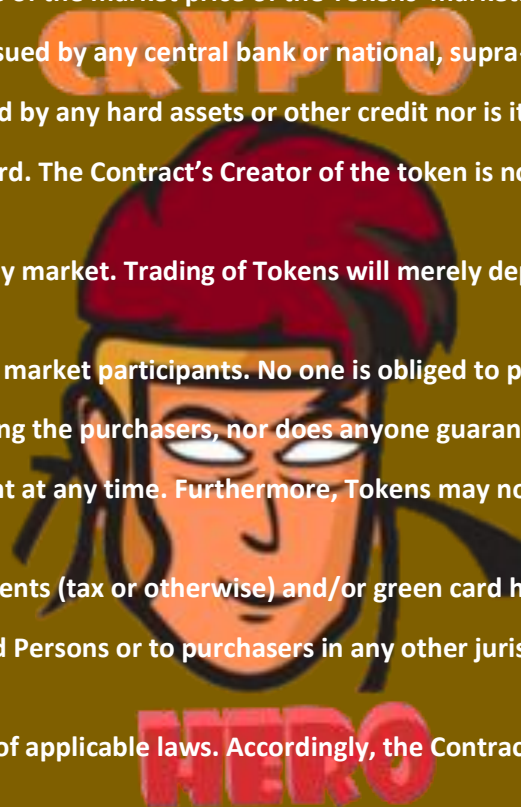 of the market price of the Tokens' market
sued by any central bank or national, supra-
CRYPTO
d by any hard assets or other credit nor is it
rd. The Contract's Creator of the token is no
y market. Trading of Tokens will merely dep
market participants. No one is obliged to p
ng the purchasers, nor does anyone guaran
nt at any time. Furthermore, Tokens may no
ents (tax or otherwise) and/or green card h
d Persons or to purchasers in any other juris
HERO
of applicable laws. Accordingly, the Contrac